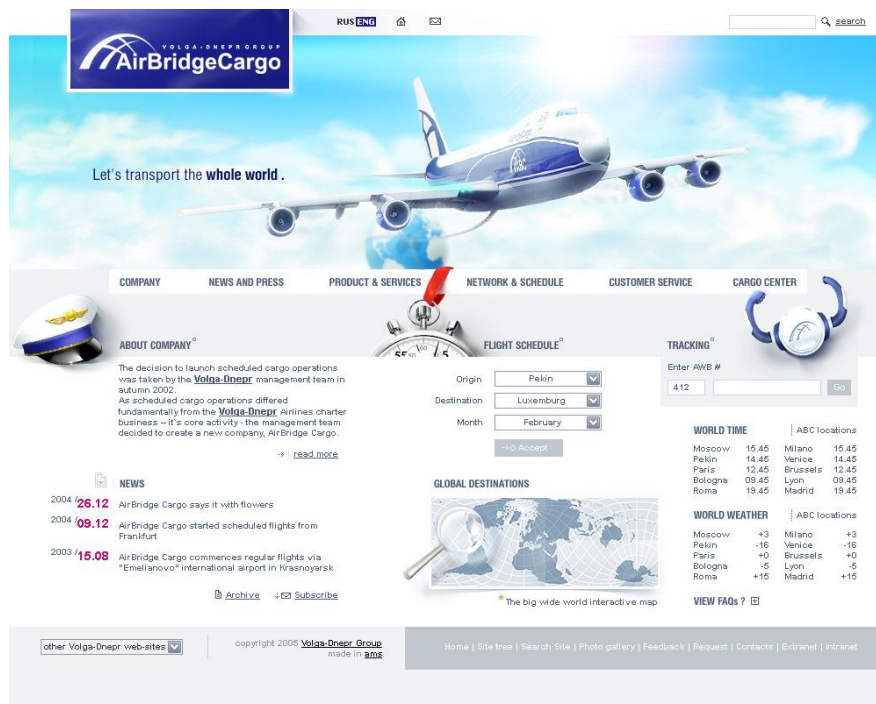 RUS ENG
search
VOLGA-DNEPR GROUP
AirBridgeCargo
Let's transport the whole world .
COMPANY NEWS AND PRESS PRODUCT & SERVICES NETWORK & SCHEDULE CUSTOMER SERVICE CARGO CENTER
ABOUT COMPANY
The decision to launch scheduled cargo operations
was taken by the Volga-Dnepr management team in
autumn 2002.
As scheduled cargo operations differed
fundamentally from the Volga-Dnepr Airlines charter
business – it's core activity - the management team
decided to create a new company, AirBridge Cargo.
read more
55 60 5
FLIGHT SCHEDULE
Origin Pekin
Destination Luxemburg
Month February
Accept
TRACKING
Enter AWB #
412 Go
WORLD TIME ABC locations
Moscow 15.45 Milano 15.45
Pekin 14.45 Venice 14.45
Paris 12.45 Brussels 12.45
Bologna 09.45 Lyon 09.45
Roma 19.45 Madrid 19.45
NEWS
2004 / 26.12 AirBridge Cargo says it with flowers
2004 / 09.12 AirBridge Cargo started scheduled flights from
Frankfurt
2003 / 15.08 AirBridge Cargo commences regular flights via
"Emelianovo" international airport in Krasnoyarsk
Archive Subscribe
GLOBAL DESTINATIONS
* The big wide world interactive map
WORLD WEATHER ABC locations
Moscow +3 Milano +3
Pekin -16 Venice -16
Paris +0 Brussels +0
Bologna -5 Lyon -5
Roma +15 Madrid +15
VIEW FAQs ?
other Volga-Dnepr web-sites
copyright 2005 Volga-Dnepr Group
made in ams
Home | Site tree | Search Site | Photo gallery | Feedback | Request | Contacts | Extranet | Intranet